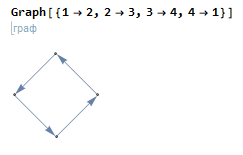 Graph[{1 → 2, 2 → 3, 3 → 4, 4 → 1}]
граф